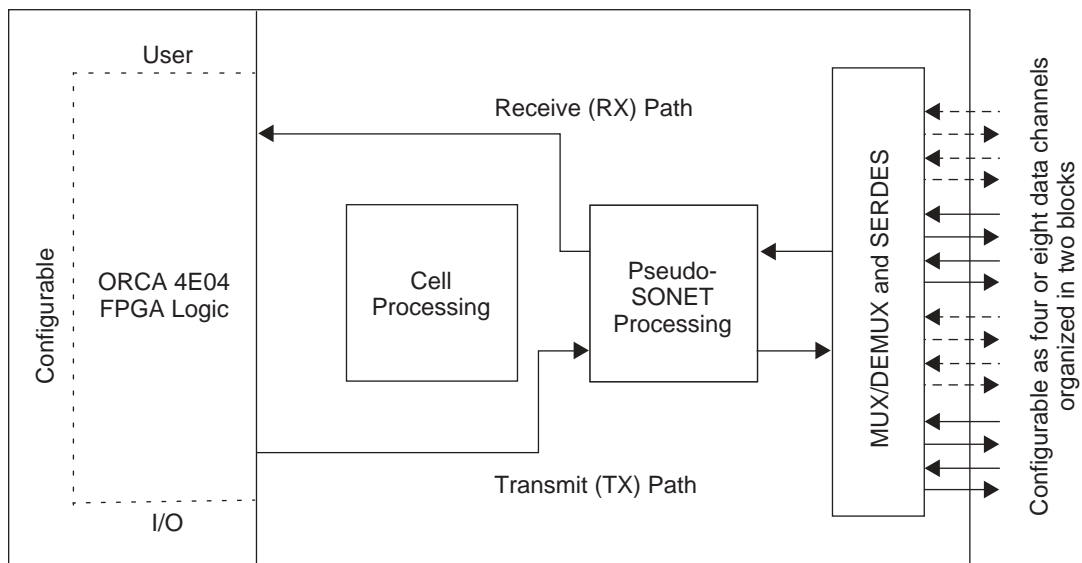 User
Configurable
ORCA 4E04
FPGA Logic
I/O
Receive (RX) Path
Cell
Processing
Pseudo-
SONET
Processing
Transmit (TX) Path
MUX/DEMUX and SERDES
Configurable as four or eight data channels
organized in two blocks